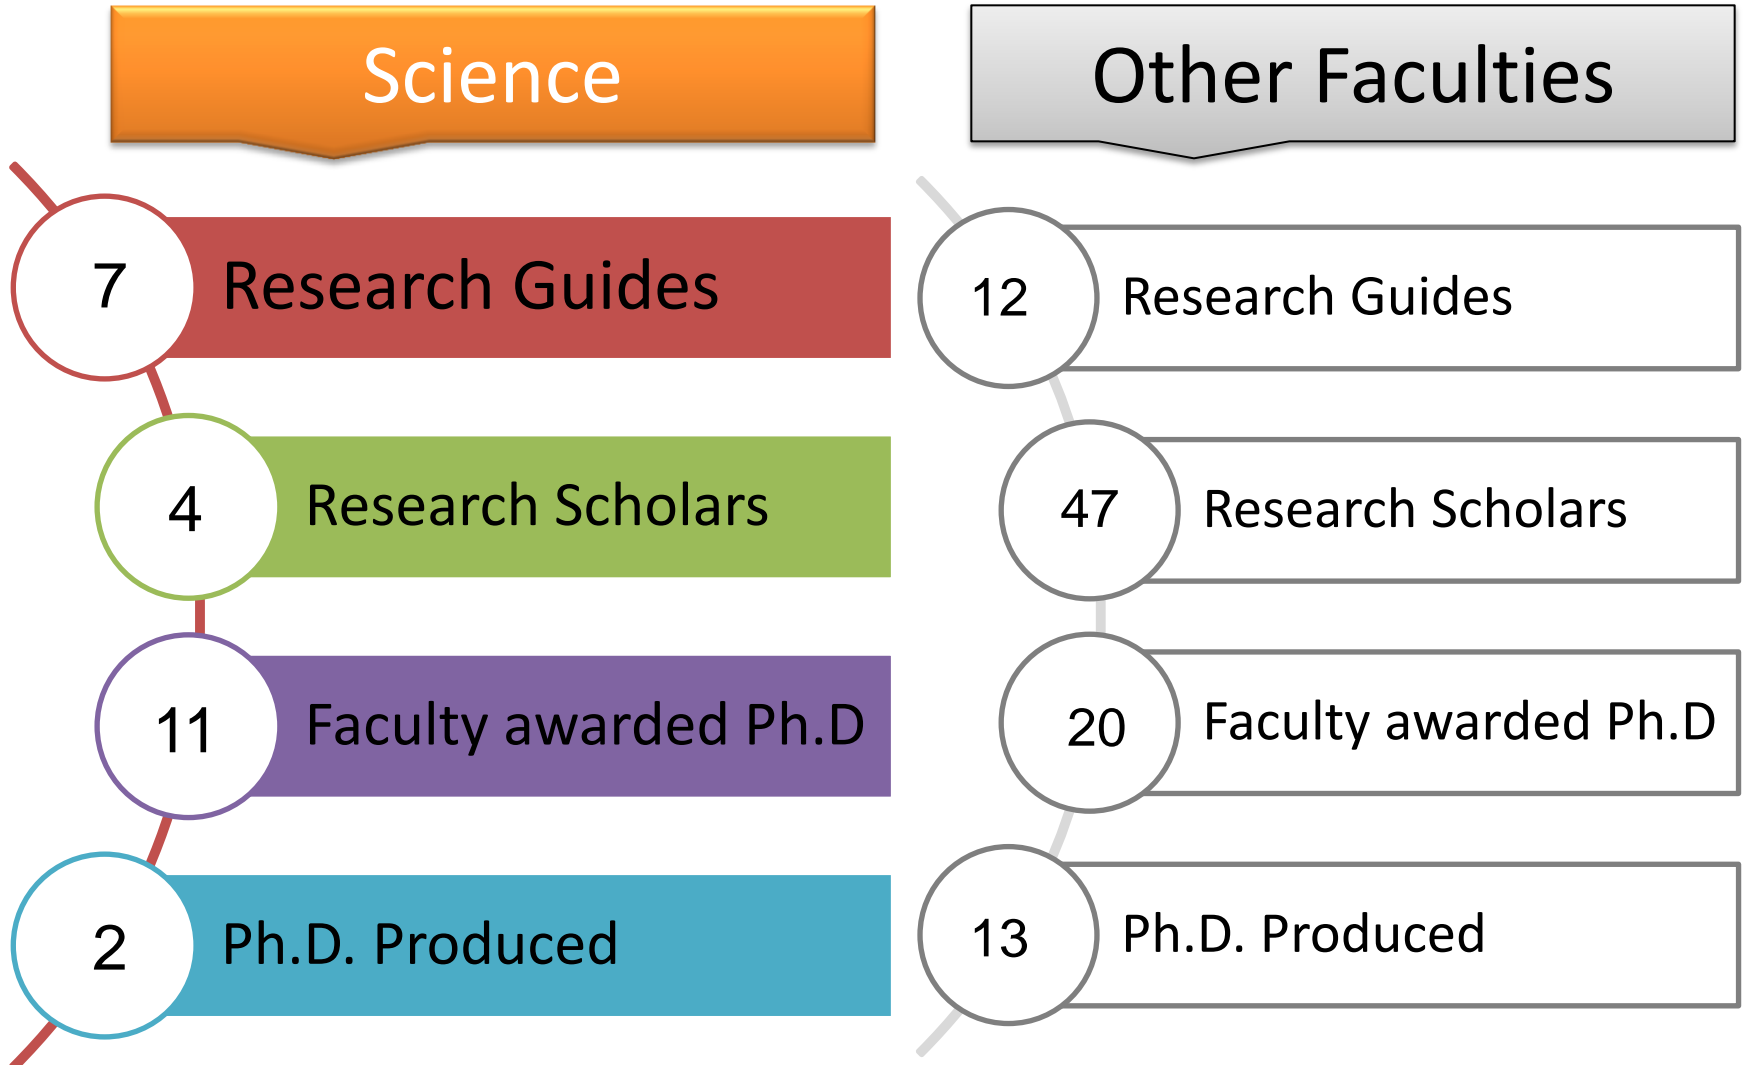 Science
7
Research Guides
4
Research Scholars
11
Faculty awarded Ph.D
2
Ph.D. Produced
Other Faculties
12
Research Guides
47
Research Scholars
20
Faculty awarded Ph.D
13
Ph.D. Produced